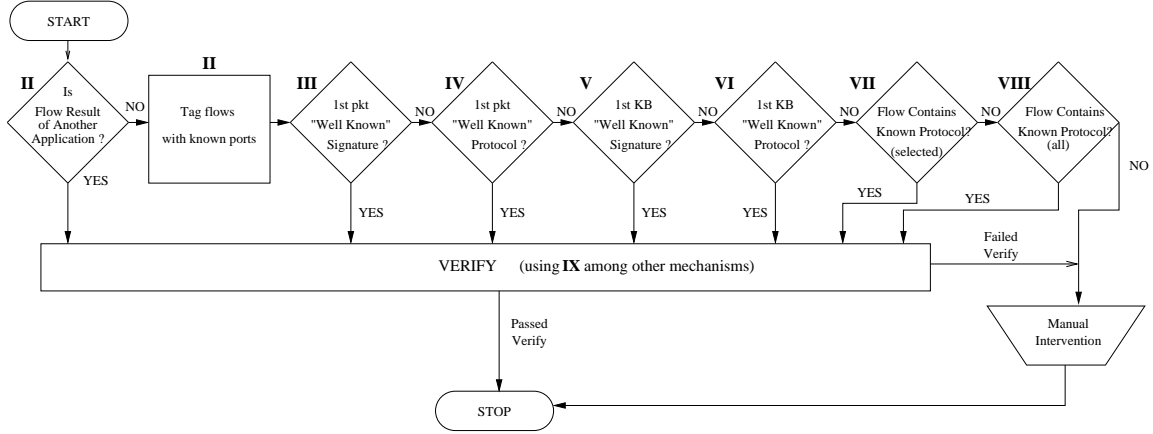 START
II
Is
Flow Result
of Another
Application ?
NO
YES
II
Tag flows
with known ports
III
1st pkt
"Well Known"
Signature ?
NO
YES
IV
1st pkt
"Well Known"
Protocol ?
NO
YES
V
1st KB
"Well Known"
Signature ?
NO
YES
VI
1st KB
"Well Known"
Protocol ?
NO
YES
VII
Flow Contains
Known Protocol?
(selected)
NO
YES
VIII
Flow Contains
Known Protocol?
(all)
NO
YES
VERIFY (using IX among other mechanisms)
Failed
Verify
Passed
Verify
Manual
Intervention
STOP